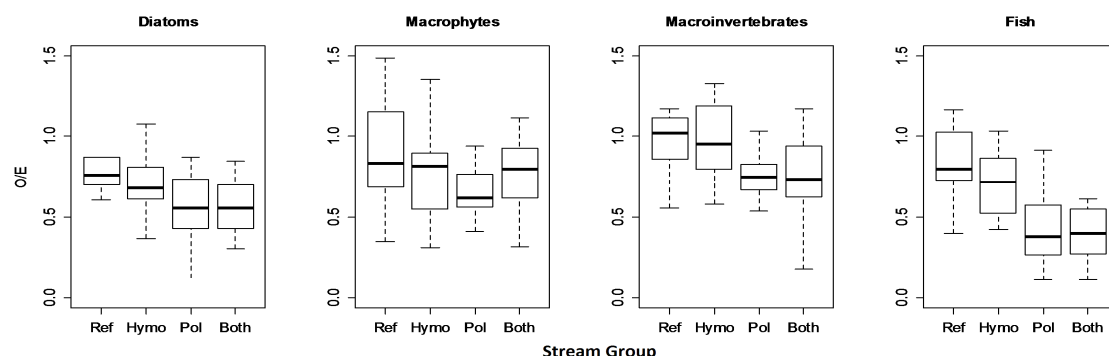 Diatoms
Macrophytes
Macroinvertebrates
Fish
O/E
1.5
1.0
0.5
0.0
Ref Hymo Pol Both
1.5
1.0
0.5
0.0
Ref Hymo Pol Both
1.5
1.0
0.5
0.0
Ref Hymo Pol Both
1.5
1.0
0.5
0.0
Ref Hymo Pol Both
Stream Group